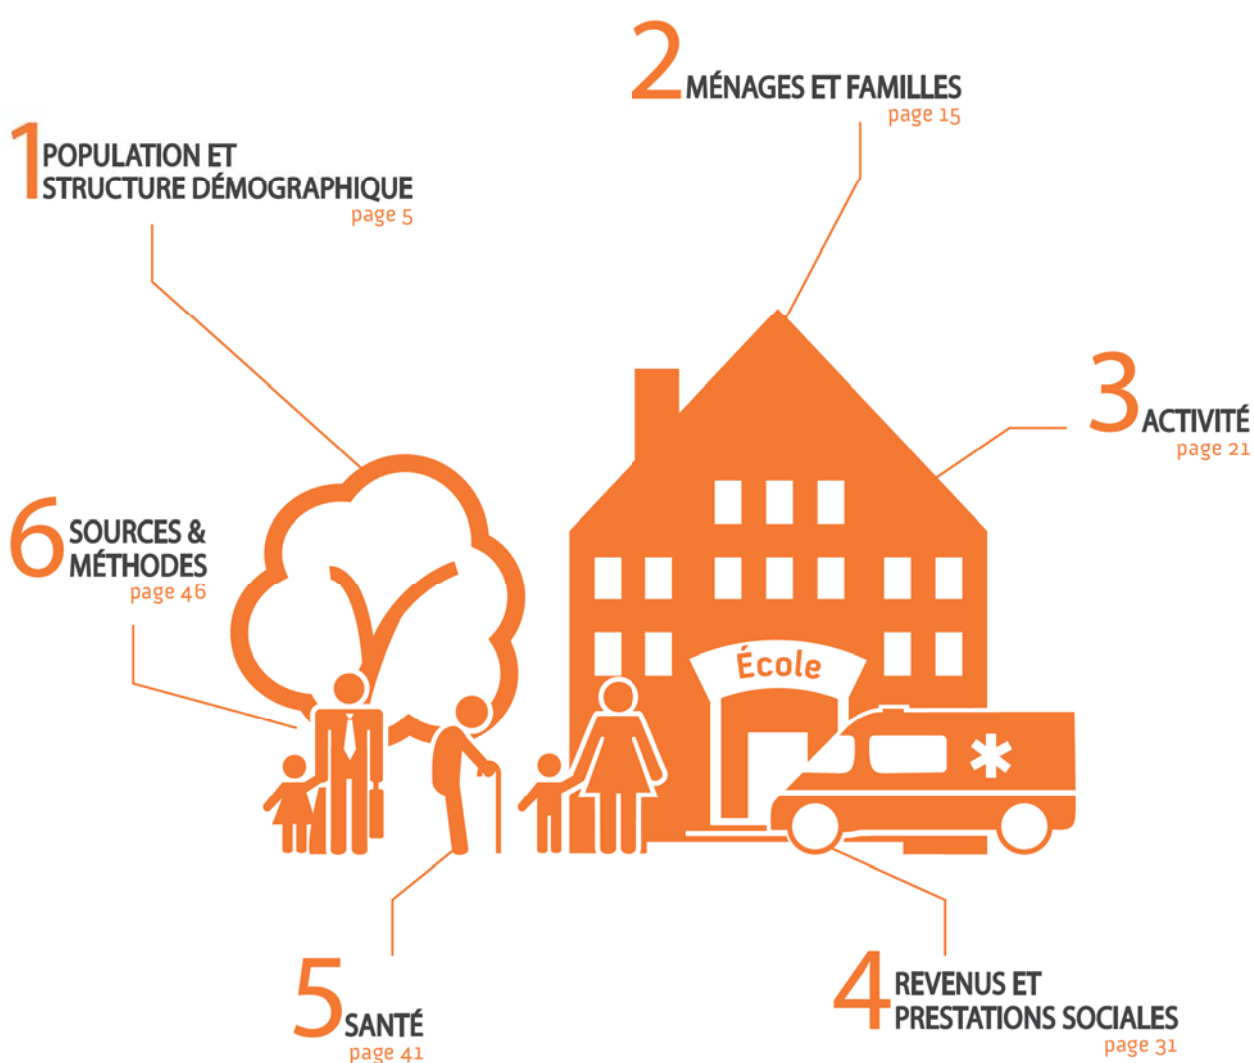 1 POPULATION ET
STRUCTURE DÉMOGRAPHIQUE
page 5
2 MÉNAGES ET FAMILLES
page 15
3 ACTIVITÉ
page 21
École
4 REVENUS ET
PRESTATIONS SOCIALES
page 31
5 SANTÉ
page 41
6 SOURCES &
MÉTHODES
page 46